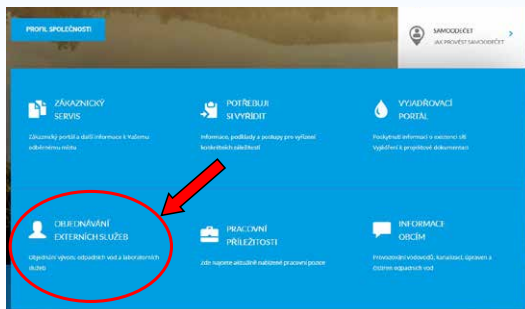 PROFIL SPOLEČNOSTI
SAMOODEČET
JAK PROVÉST SAMOODEČET
ZÁKAZNICKÝ
SERVIS
Zákaznický portál a další informace k Vašemu
odběrnému místu
POTŘEBUJI
SI VYŘÍDIT
Informace, podklady a postupy pro vyřízení
konkrétních záležitostí
VYJADŘOVACÍ
PORTÁL
Poskytnutí informací o existenci sítí
Vyjádření k projektové dokumentaci
OBJEDNÁVÁNÍ
EXTERNÍCH SLUŽEB
Objednání vývozu odpadních vod a laboratorních
služeb
PRACOVNÍ
PŘÍLEŽITOSTI
Zde najdete aktuálně nabízené pracovní pozice
INFORMACE
OBCÍM
Provozování vodovodů, kanalizací, úpraven a
čistíren odpadních vod